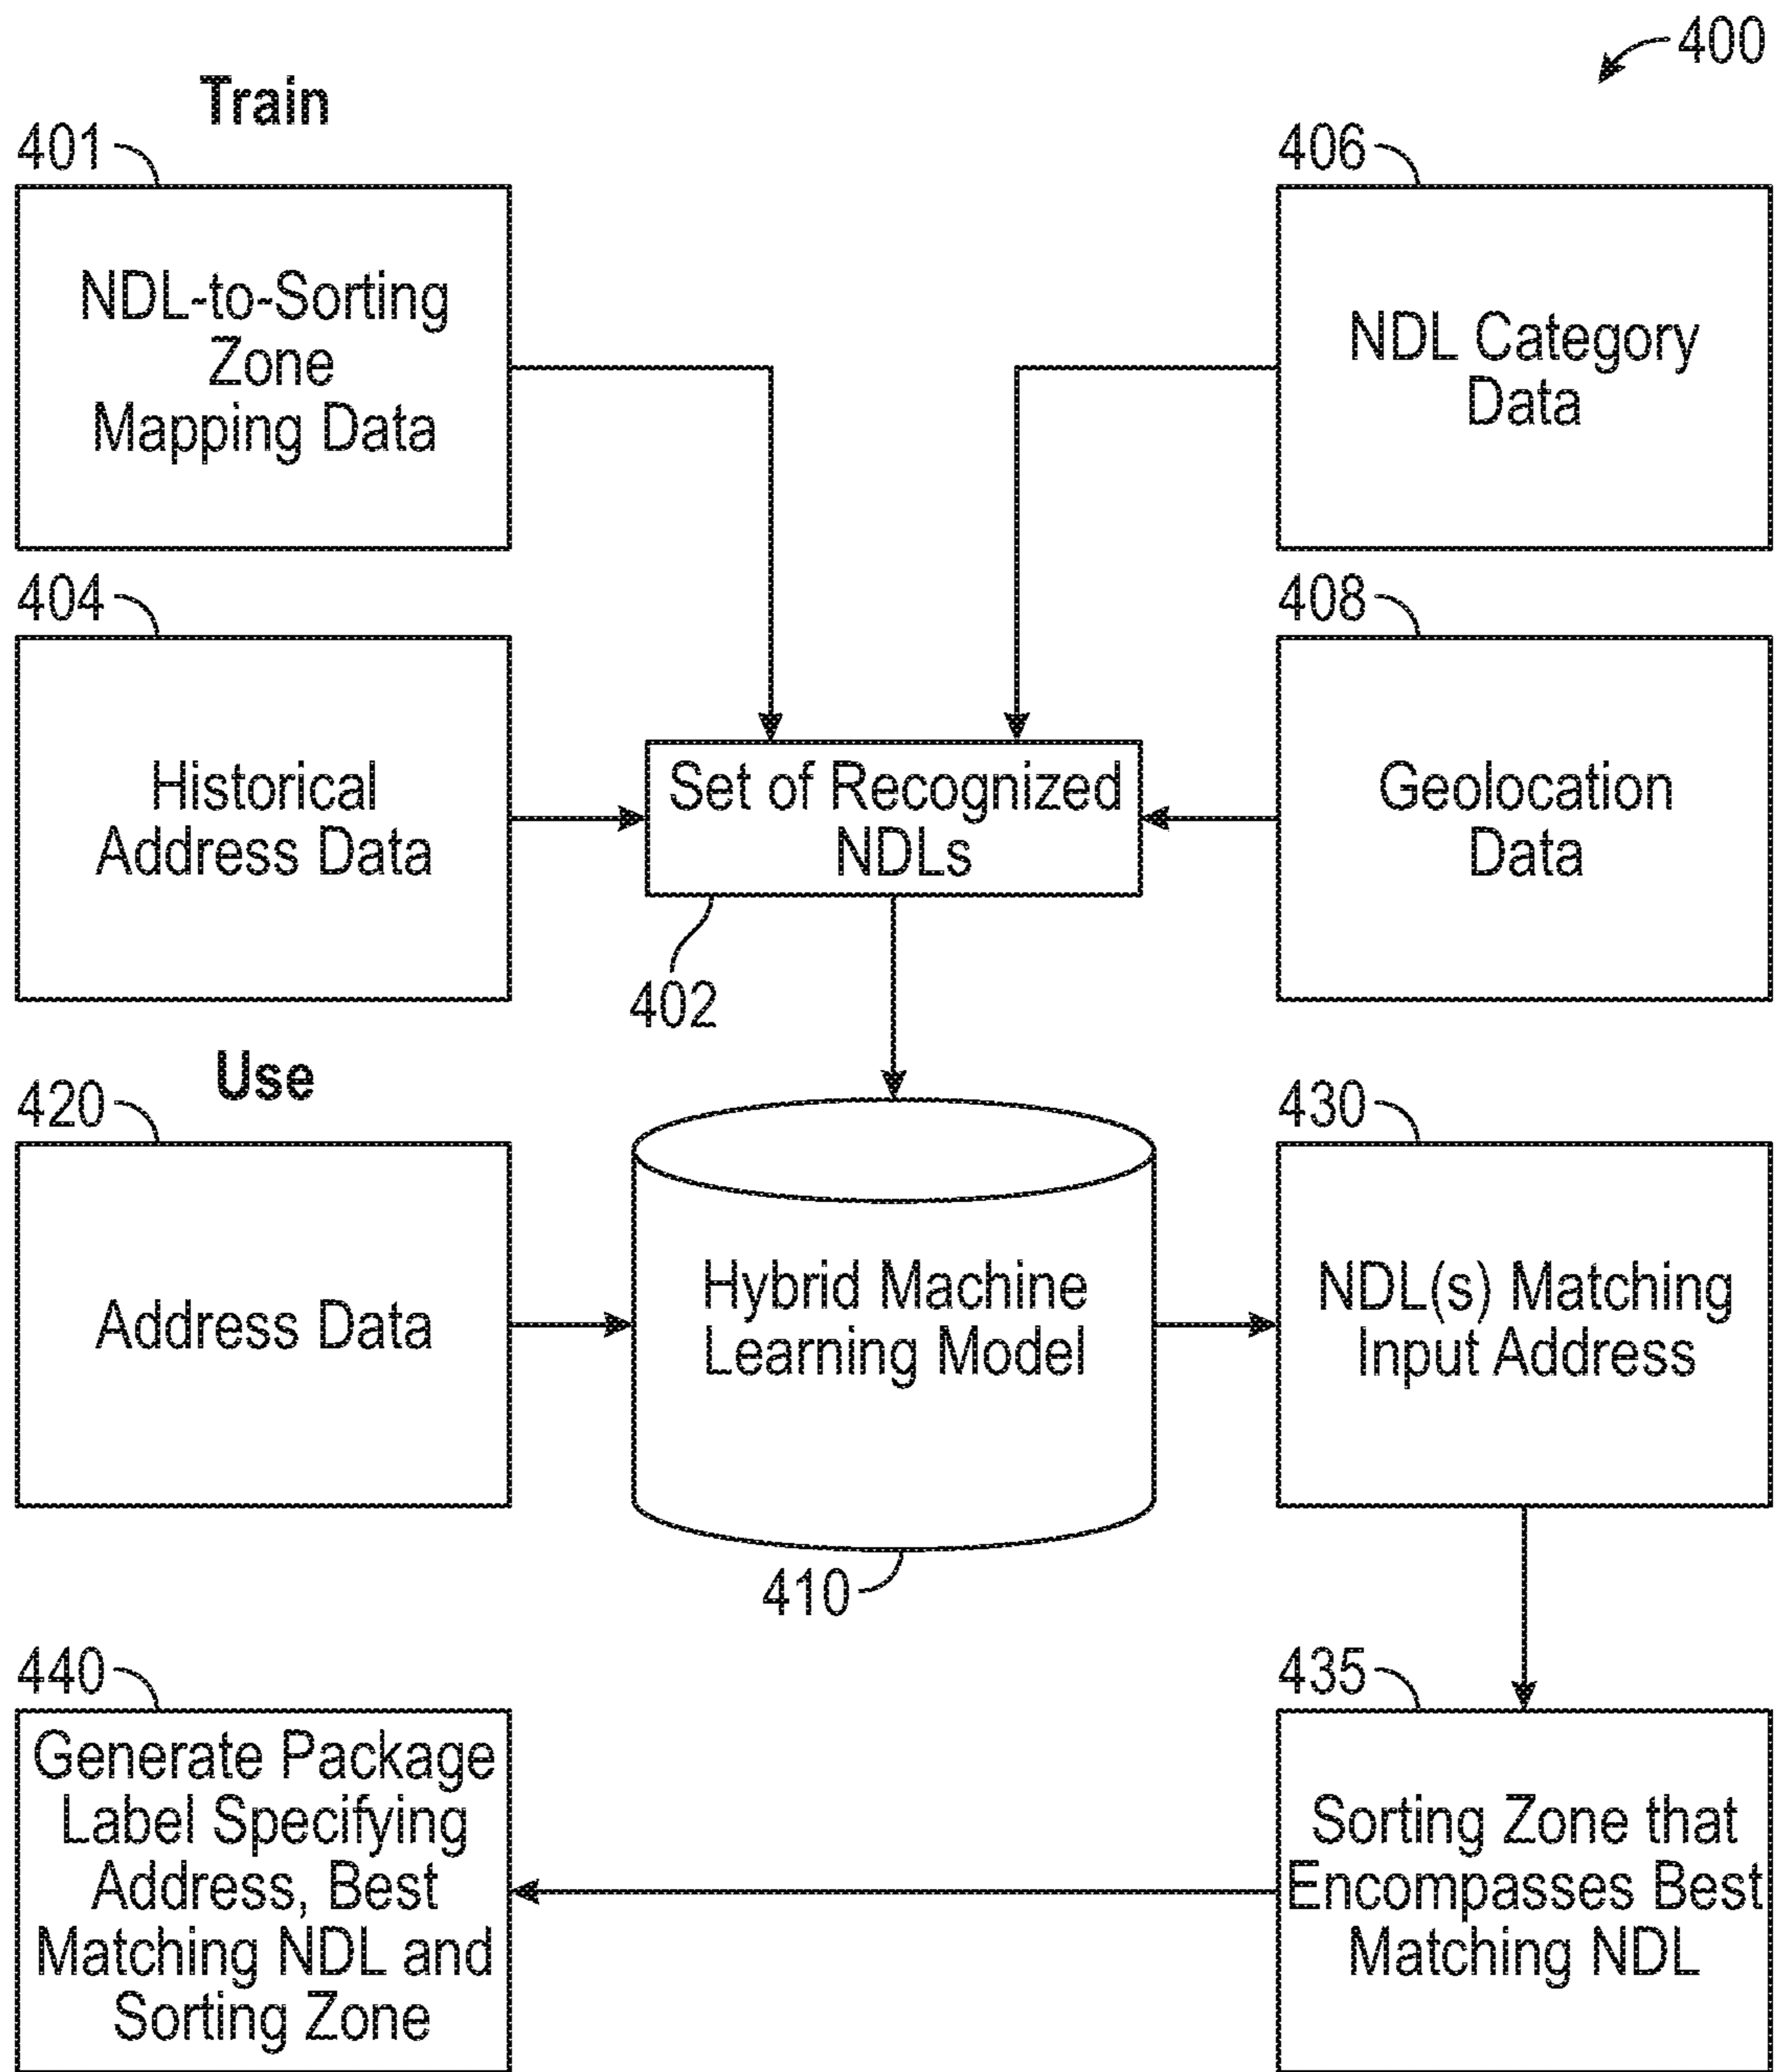 400
Train
401
406
NDL-to-Sorting
Zone
Mapping Data
NDL Category
Data
404
408
Historical
Address Data
Set of Recognized
NDLs
Geolocation
Data
402
Use
420
430
Address Data
Hybrid Machine
Learning Model
NDL(s) Matching
Input Address
410
440
435
Generate Package
Label Specifying
Address, Best
Matching NDL and
Sorting Zone
Sorting Zone that
Encompasses Best
Matching NDL